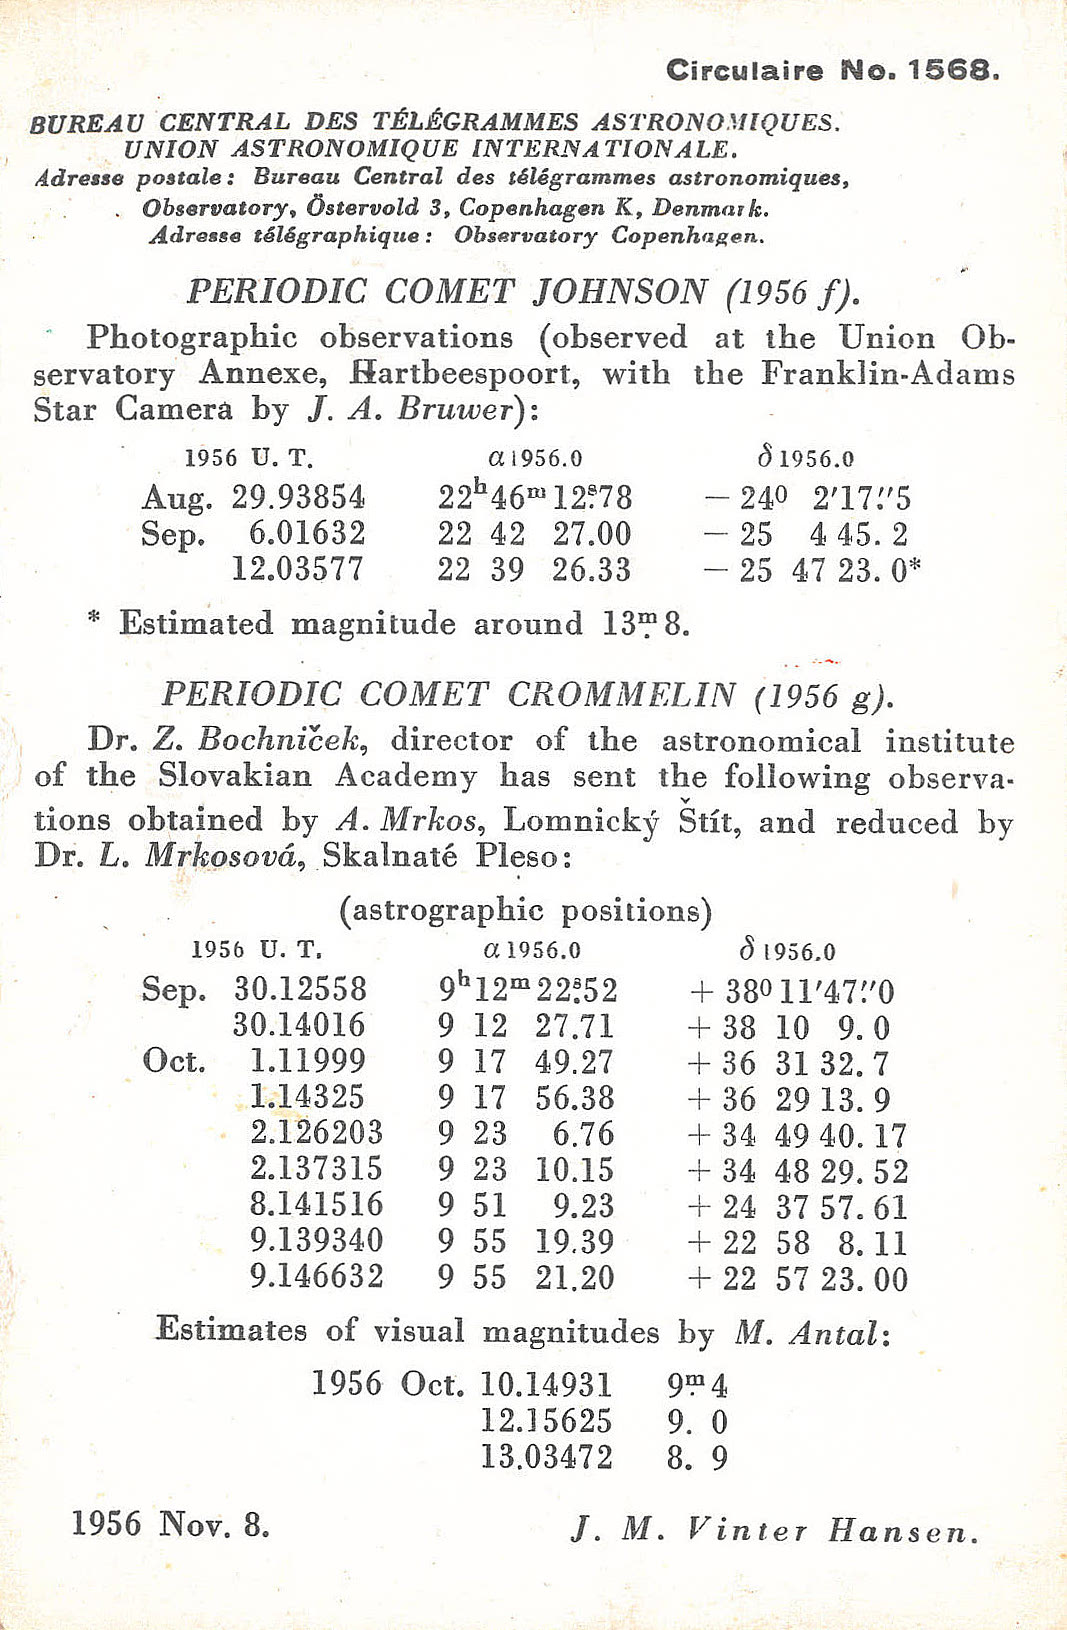 Circulaire No. 1568.
BUREAU CENTRAL DES TÉLÉGRAMMES ASTRONOMIQUES.
UNION ASTRONOMIQUE INTERNATIONALE.
Adresse postale: Bureau Central des télégrammes astronomiques,
Observatory, Östervold 3, Copenhagen K, Denmark.
Adresse télégraphique: Observatory Copenhagen.
PERIODIC COMET JOHNSON (1956 f).
Photographic observations (observed at the Union Ob-
servatory Annexe, Hartbeespoort, with the Franklin-Adams
Star Camera by J. A. Bruwer):
1956 U. T. α 1956.0 δ 1956.0
Aug. 29.93854 22ʰ46ᵐ12ˢ.78 — 24⁰ 2′17″.5
Sep. 6.01632 22 42 27.00 — 25 4 45. 2
12.03577 22 39 26.33 — 25 47 23. 0*
* Estimated magnitude around 13ᵐ.8.
PERIODIC COMET CROMMELIN (1956 g).
Dr. Z. Bochníček, director of the astronomical institute
of the Slovakian Academy has sent the following observa-
tions obtained by A. Mrkos, Lomnický Štít, and reduced by
Dr. L. Mrkosová, Skalnaté Pleso:
(astrographic positions)
1956 U. T. α 1956.0 δ 1956.0
Sep. 30.12558 9ʰ12ᵐ22ˢ.52 + 38⁰11′47″.0
30.14016 9 12 27.71 + 38 10 9. 0
Oct. 1.11999 9 17 49.27 + 36 31 32. 7
1.14325 9 17 56.38 + 36 29 13. 9
2.126203 9 23 6.76 + 34 49 40. 17
2.137315 9 23 10.15 + 34 48 29. 52
8.141516 9 51 9.23 + 24 37 57. 61
9.139340 9 55 19.39 + 22 58 8. 11
9.146632 9 55 21.20 + 22 57 23. 00
Estimates of visual magnitudes by M. Antal:
1956 Oct. 10.14931 9ᵐ.4
12.15625 9. 0
13.03472 8. 9
1956 Nov. 8. J. M. Vinter Hansen.